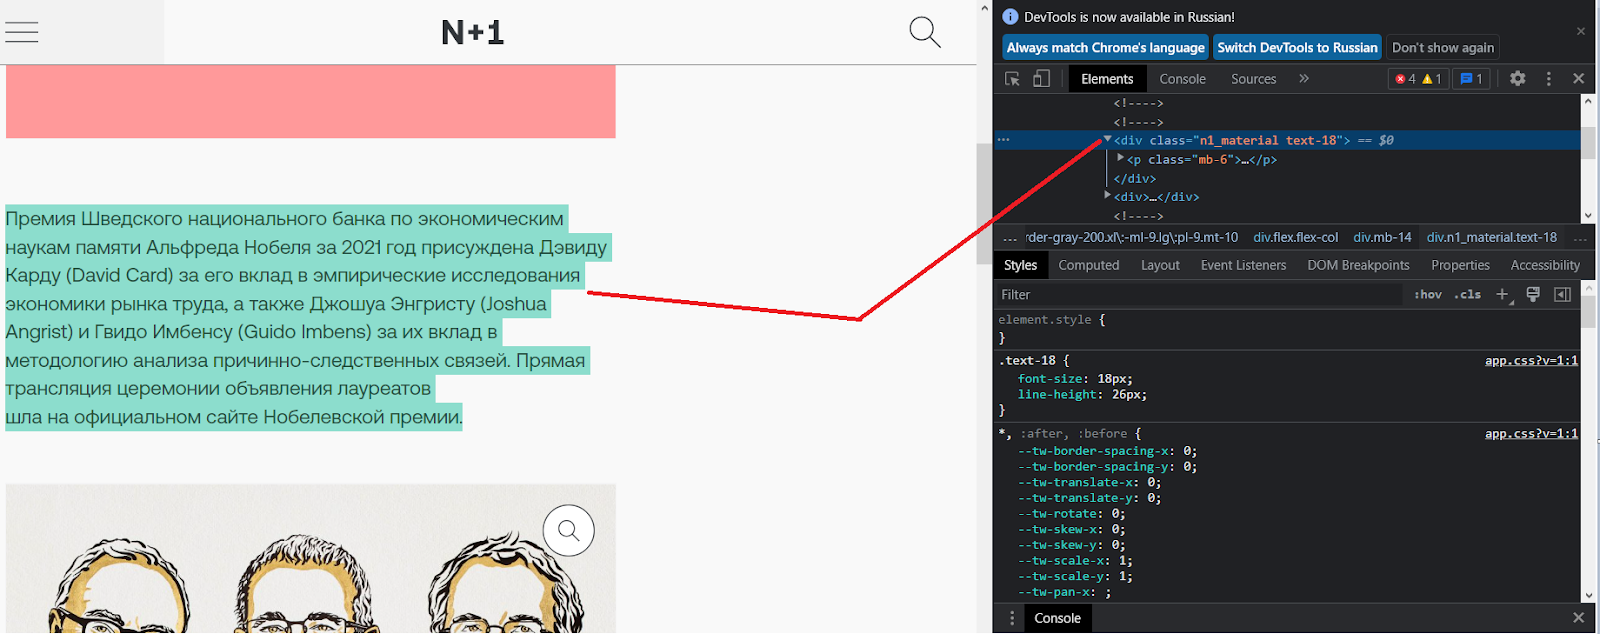 N+1
Премия Шведского национального банка по экономическим
наукам памяти Альфреда Нобеля за 2021 год присуждена Дэвиду
Карду (David Card) за его вклад в эмпирические исследования
экономики рынка труда, а также Джошуа Энгристу (Joshua
Angrist) и Гвидо Имбенсу (Guido Imbens) за их вклад в
методологию анализа причинно-следственных связей. Прямая
трансляция церемонии объявления лауреатов
шла на официальном сайте Нобелевской премии.
DevTools is now available in Russian!
Always match Chrome's language Switch DevTools to Russian Don't show again
Elements Console Sources » 4 1 1
<!---->
<!---->
… <div class="n1_material text-18"> == $0
<p class="mb-6">…</p>
</div>
<div>…</div>
<!---->
... rder-gray-200.xl\:-ml-9.lg\:pl-9.mt-10 div.flex.flex-col div.mb-14 div.n1_material.text-18 ...
Styles Computed Layout Event Listeners DOM Breakpoints Properties Accessibility
Filter :hov .cls +
element.style {
}
.text-18 { app.css?v=1:1
font-size: 18px;
line-height: 26px;
}
*, :after, :before { app.css?v=1:1
--tw-border-spacing-x: 0;
--tw-border-spacing-y: 0;
--tw-translate-x: 0;
--tw-translate-y: 0;
--tw-rotate: 0;
--tw-skew-x: 0;
--tw-skew-y: 0;
--tw-scale-x: 1;
--tw-scale-y: 1;
--tw-pan-x: ;
Console